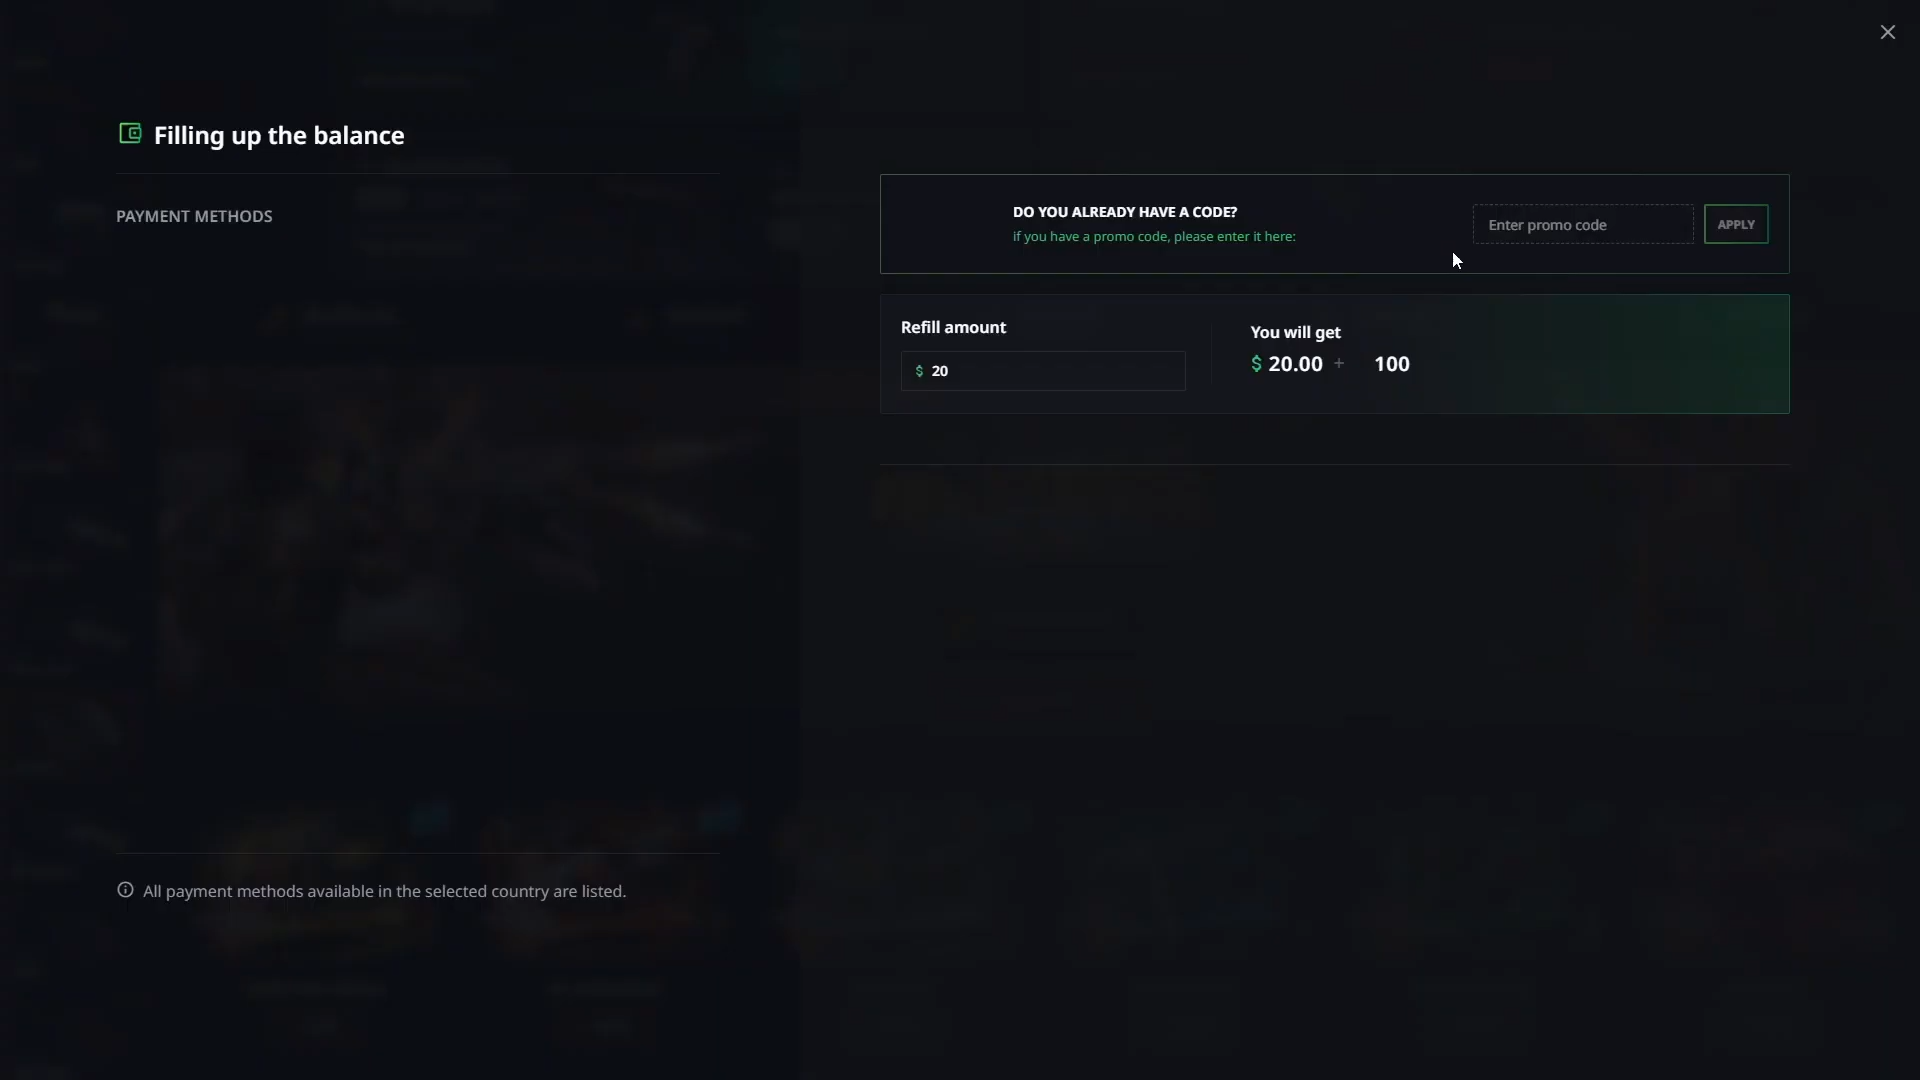 Filling up the balance
PAYMENT METHODS
All payment methods available in the selected country are listed.
DO YOU ALREADY HAVE A CODE?
if you have a promo code, please enter it here:
Enter promo code
APPLY
Refill amount
$ 20
You will get
$ 20.00 + 100